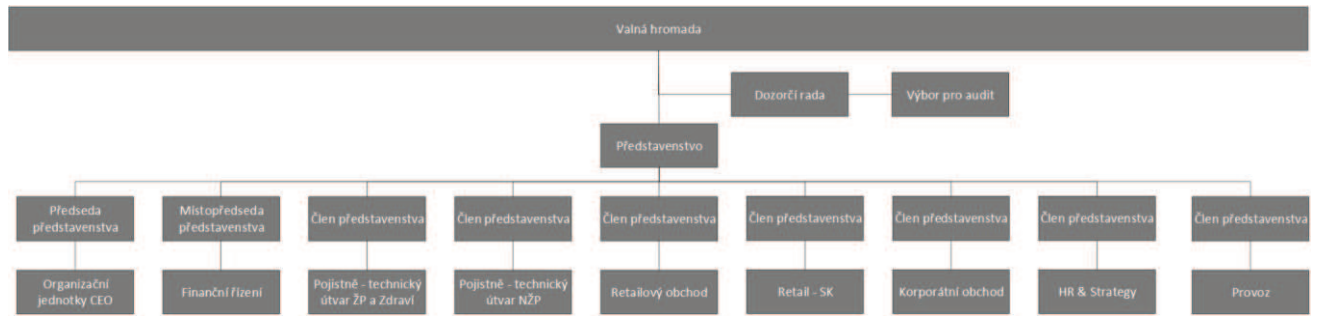 Valná hromada
Dozorčí rada
Výbor pro audit
Představenstvo
Předseda
představenstva
Místopředseda
představenstva
Člen představenstva
Člen představenstva
Člen představenstva
Člen představenstva
Člen představenstva
Člen představenstva
Člen představenstva
Organizační
jednotky CEO
Finanční řízení
Pojistně - technický
útvar ŽP a Zdraví
Pojistně - technický
útvar NŽP
Retailový obchod
Retail - SK
Korporátní obchod
HR & Strategy
Provoz